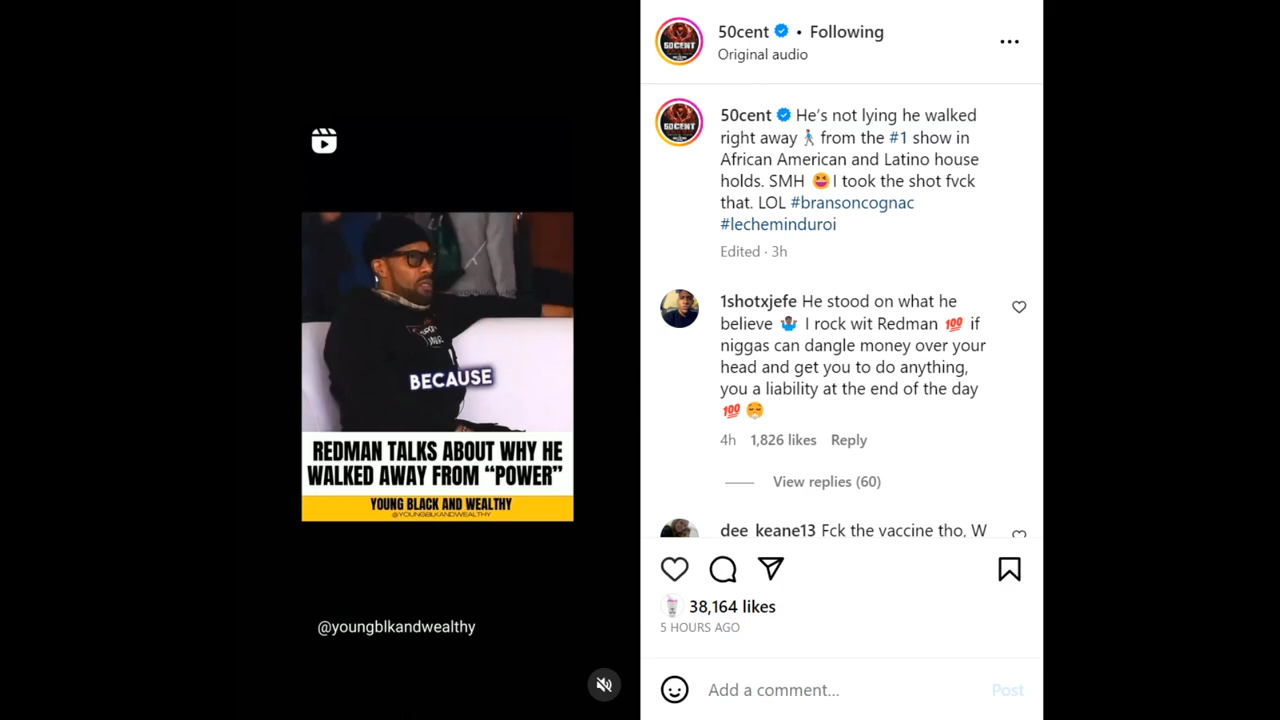 BECAUSE
REDMAN TALKS ABOUT WHY HE
WALKED AWAY FROM “POWER”
YOUNG BLACK AND WEALTHY
@YOUNGBLKANDWEALTHY
@youngblkandwealthy
50cent • Following
Original audio
50cent He’s not lying he walked
right away🚶🏻‍♂️ from the #1 show in
African American and Latino house
holds. SMH 😆I took the shot fvck
that. LOL #bransoncognac
#lecheminduroi
Edited · 3h
1shotxjefe He stood on what he
believe 🤷🏾‍♂️ I rock wit Redman 💯 if
niggas can dangle money over your
head and get you to do anything,
you a liability at the end of the day
💯 😤
4h 1,826 likes Reply
View replies (60)
dee_keane13 Fck the vaccine tho, W
38,164 likes
5 HOURS AGO
Add a comment...
Post